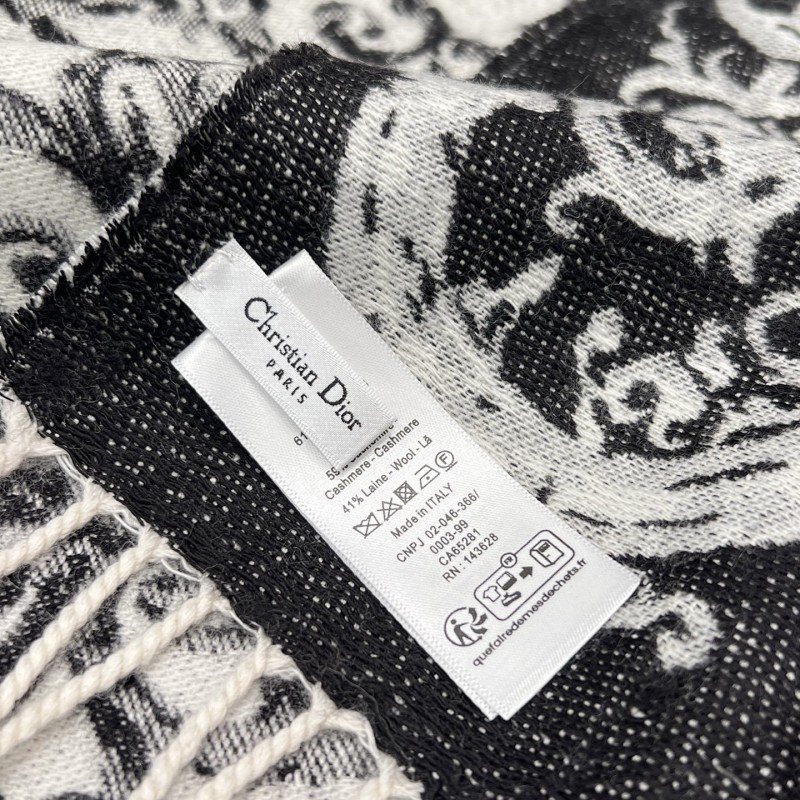 Christian Dior
PARIS
Cashmere - Cashmere
41% Laine - Wool - Lã
Made in ITALY
CNPJ 02-046-366/
0003-99
CA65281
RN : 143628
FR
quefairedemesdechets.fr